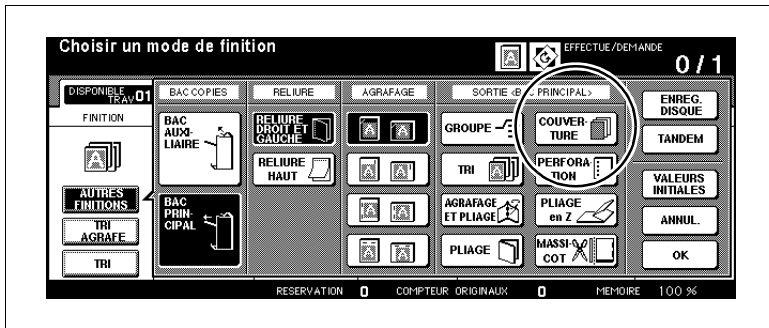 Choisir un mode de finition
EFFECTUE/DEMANDE
0 / 1
DISPONIBLE
TRAV 01
FINITION
AUTRES
FINITIONS
TRI
AGRAFE
TRI
BAC COPIES
BAC
AUXI-
LIAIRE
BAC
PRIN-
CIPAL
RELIURE
RELIURE
DROIT ET
GAUCHE
RELIURE
HAUT
AGRAFAGE
SORTIE <BAC PRINCIPAL>
GROUPE
COUVER-
TURE
TRI
PERFORA-
TION
AGRAFAGE
ET PLIAGE
PLIAGE
en Z
PLIAGE
MASSI-
COT
ENREG.
DISQUE
TANDEM
VALEURS
INITIALES
ANNUL.
OK
RESERVATION 0 COMPTEUR ORIGINAUX 0 MEMOIRE 100 %